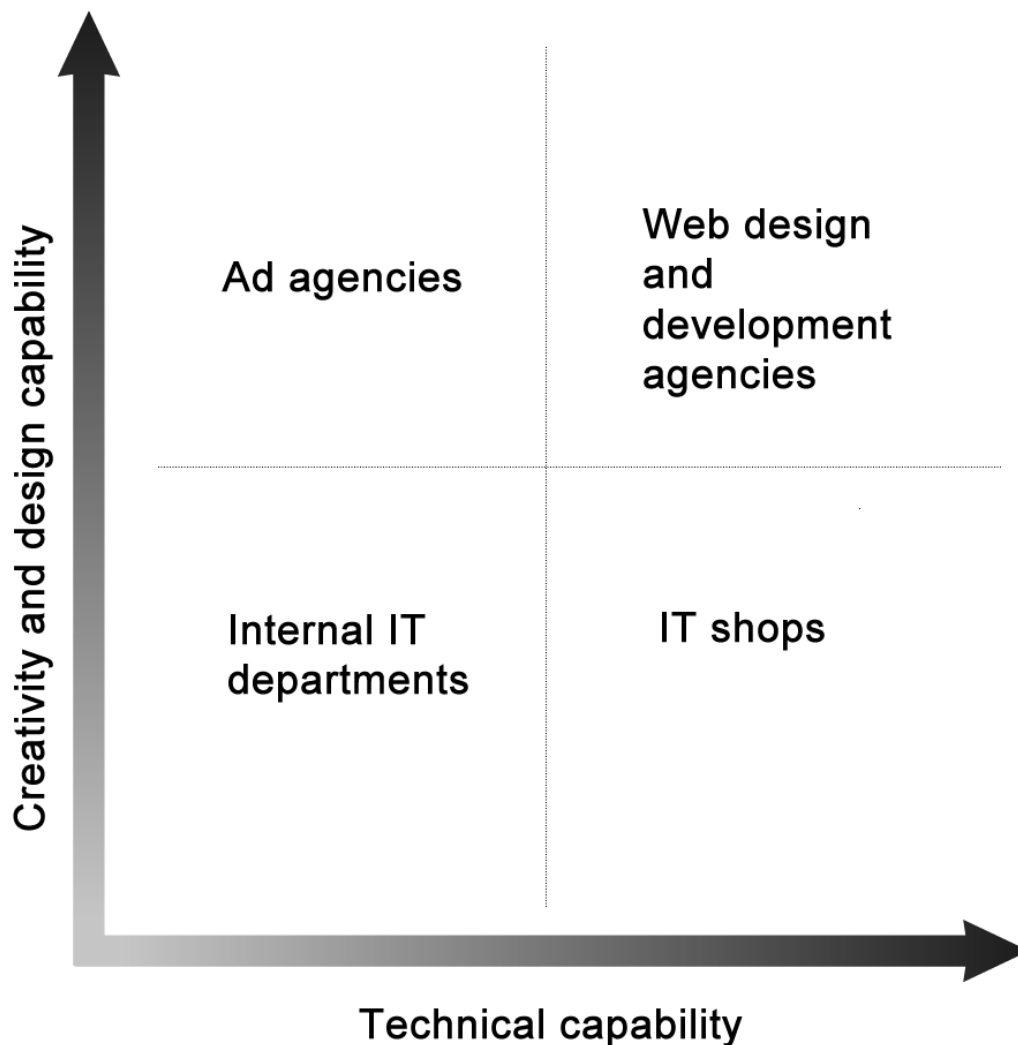 Creativity and design capability
Ad agencies
Web design
and
development
agencies
Internal IT
departments
IT shops
Technical capability